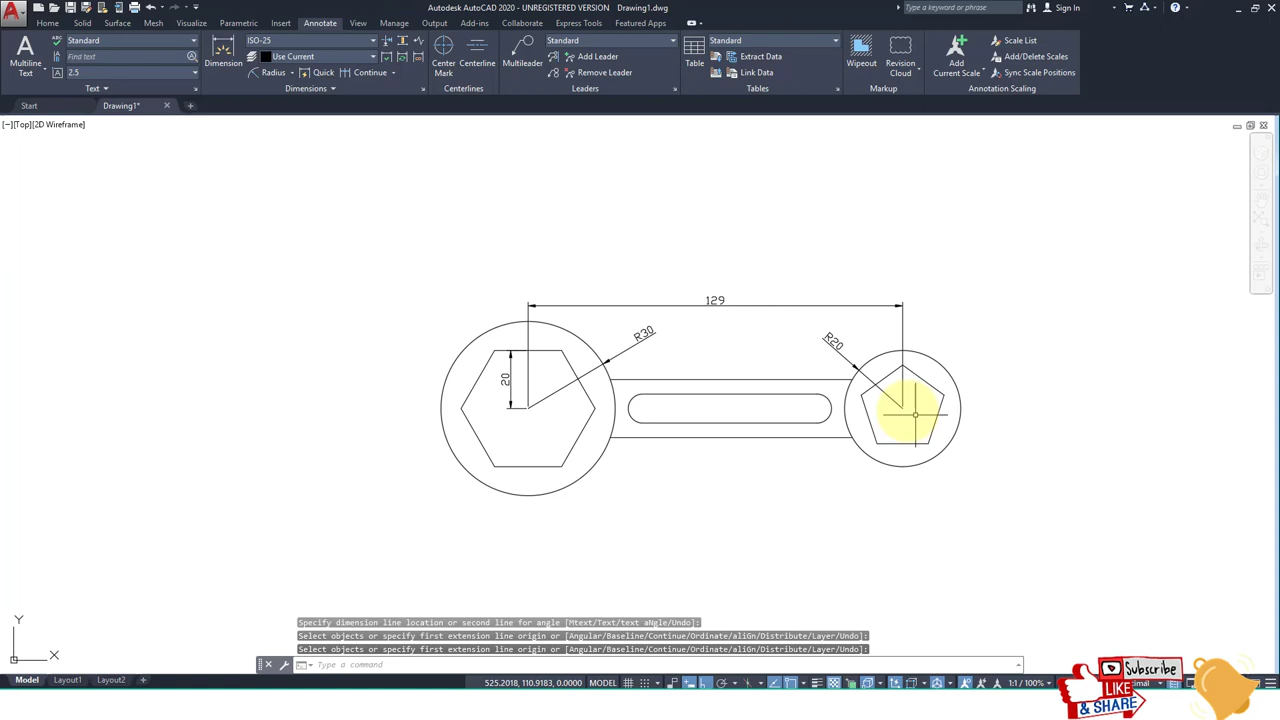 Autodesk AutoCAD 2020 - UNREGISTERED VERSION Drawing1.dwg
Type a keyword or phrase
Sign In
Home Solid Surface Mesh Visualize Parametric Insert Annotate View Manage Output Add-ins Collaborate Express Tools Featured Apps
Multiline Text
Standard
Find text
2.5
Text
Dimension
ISO-25
Use Current
Radius
Quick
Continue
Dimensions
Center Mark
Centerline
Centerlines
Multileader
Standard
Add Leader
Remove Leader
Leaders
Table
Standard
Extract Data
Link Data
Tables
Wipeout
Revision Cloud
Markup
Add Current Scale
Scale List
Add/Delete Scales
Sync Scale Positions
Annotation Scaling
Start
Drawing1*
[−][Top][2D Wireframe]
129
R30
R20
20
Y
X
Specify dimension line location or second line for angle [Mtext/Text/text aNgle/Undo]:
Select objects or specify first extension line origin or [Angular/Baseline/Continue/Ordinate/aliGn/Distribute/Layer/Undo]:
Select objects or specify first extension line origin or [Angular/Baseline/Continue/Ordinate/aliGn/Distribute/Layer/Undo]:
Type a command
Model
Layout1
Layout2
525.2018, 110.9183, 0.0000
MODEL
1:1 / 100%
Subscribe
LIKE
& SHARE